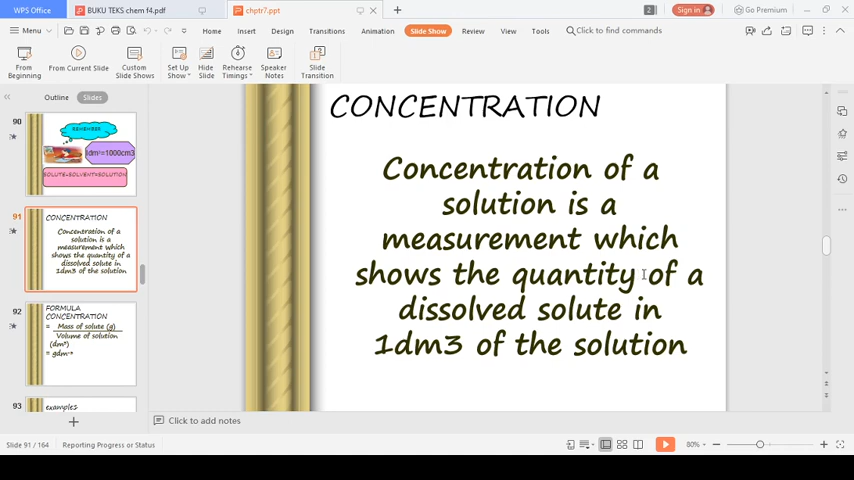 WPS Office
BUKU TEKS chem f4.pdf
chptr7.ppt
2
Sign in
Go Premium
Menu
Home
Insert
Design
Transitions
Animation
Slide Show
Review
View
Tools
Click to find commands
From Beginning
From Current Slide
Custom Slide Shows
Set Up Show
Hide Slide
Rehearse Timings
Speaker Notes
Slide Transition
Outline
Slides
90
REMEMBER
1dm³=1000cm3
SOLUTE+SOLVENT=SOLUTION
91
CONCENTRATION
Concentration of a
solution is a
measurement which
shows the quantity of a
dissolved solute in
1dm3 of the solution
92
FORMULA
CONCENTRATION
= Mass of solute (g)
Volume of solution
(dm³)
= gdm-³
93
examples
CONCENTRATION
Concentration of a
solution is a
measurement which
shows the quantity of a
dissolved solute in
1dm3 of the solution
Click to add notes
Slide 91 / 164
Reporting Progress or Status
80%